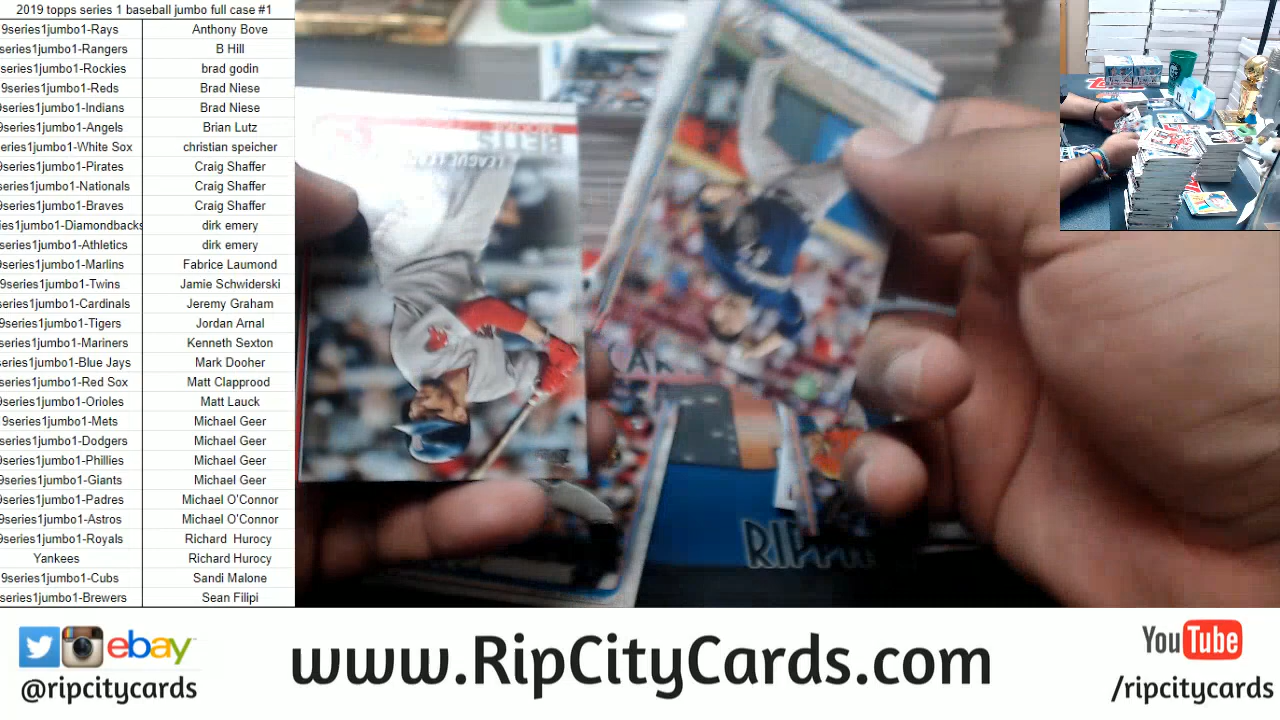 2019 topps series 1 baseball jumbo full case #1
9series1jumbo1-Rays Anthony Bove
series1jumbo1-Rangers B Hill
series1jumbo1-Rockies brad godin
9series1jumbo1-Reds Brad Niese
9series1jumbo1-Indians Brad Niese
9series1jumbo1-Angels Brian Lutz
series1jumbo1-White Sox christian speicher
9series1jumbo1-Pirates Craig Shaffer
series1jumbo1-Nationals Craig Shaffer
9series1jumbo1-Braves Craig Shaffer
ies1jumbo1-Diamondbacks dirk emery
series1jumbo1-Athletics dirk emery
9series1jumbo1-Marlins Fabrice Laumond
9series1jumbo1-Twins Jamie Schwiderski
series1jumbo1-Cardinals Jeremy Graham
9series1jumbo1-Tigers Jordan Arnal
series1jumbo1-Mariners Kenneth Sexton
series1jumbo1-Blue Jays Mark Dooher
series1jumbo1-Red Sox Matt Clapprood
series1jumbo1-Orioles Matt Lauck
9series1jumbo1-Mets Michael Geer
series1jumbo1-Dodgers Michael Geer
9series1jumbo1-Phillies Michael Geer
9series1jumbo1-Giants Michael Geer
9series1jumbo1-Padres Michael O'Connor
9series1jumbo1-Astros Michael O'Connor
9series1jumbo1-Royals Richard Hurocy
Yankees Richard Hurocy
9series1jumbo1-Cubs Sandi Malone
series1jumbo1-Brewers Sean Filipi
BETTS
ebay
@ripcitycards
www.RipCityCards.com
YouTube
/ripcitycards